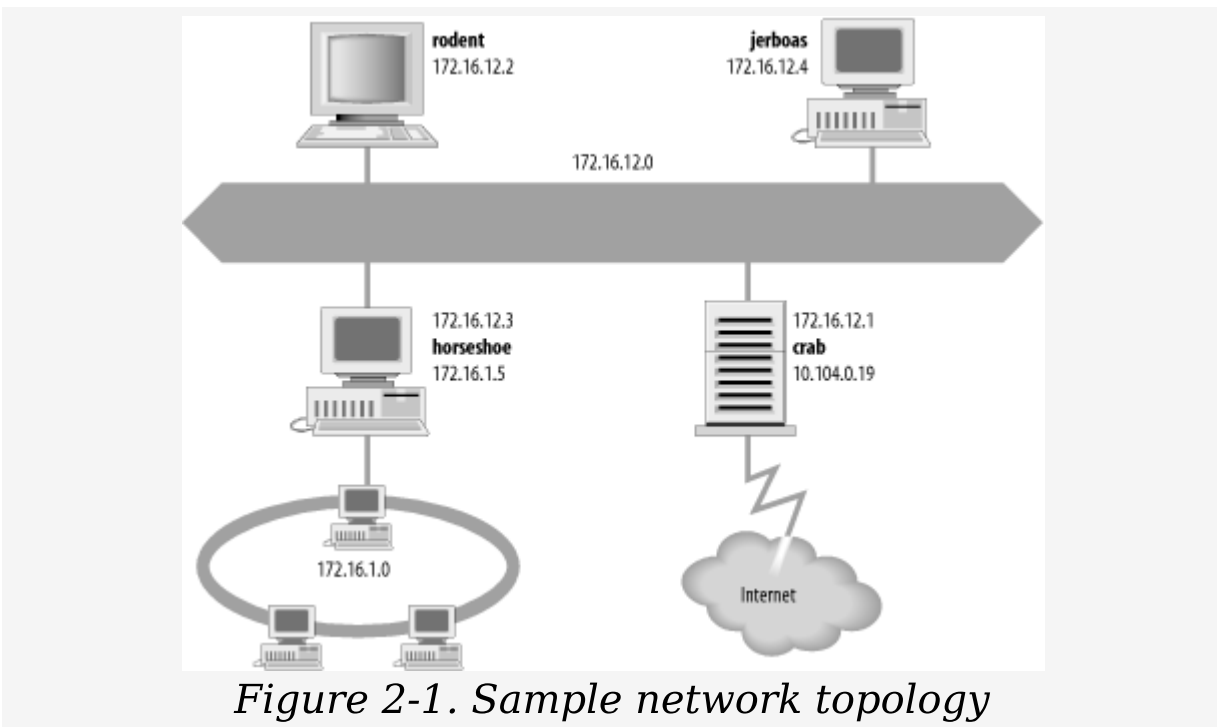 rodent
172.16.12.2
jerboas
172.16.12.4
172.16.12.0
172.16.12.3
horseshoe
172.16.1.5
172.16.12.1
crab
10.104.0.19
172.16.1.0
Internet
Figure 2-1. Sample network topology